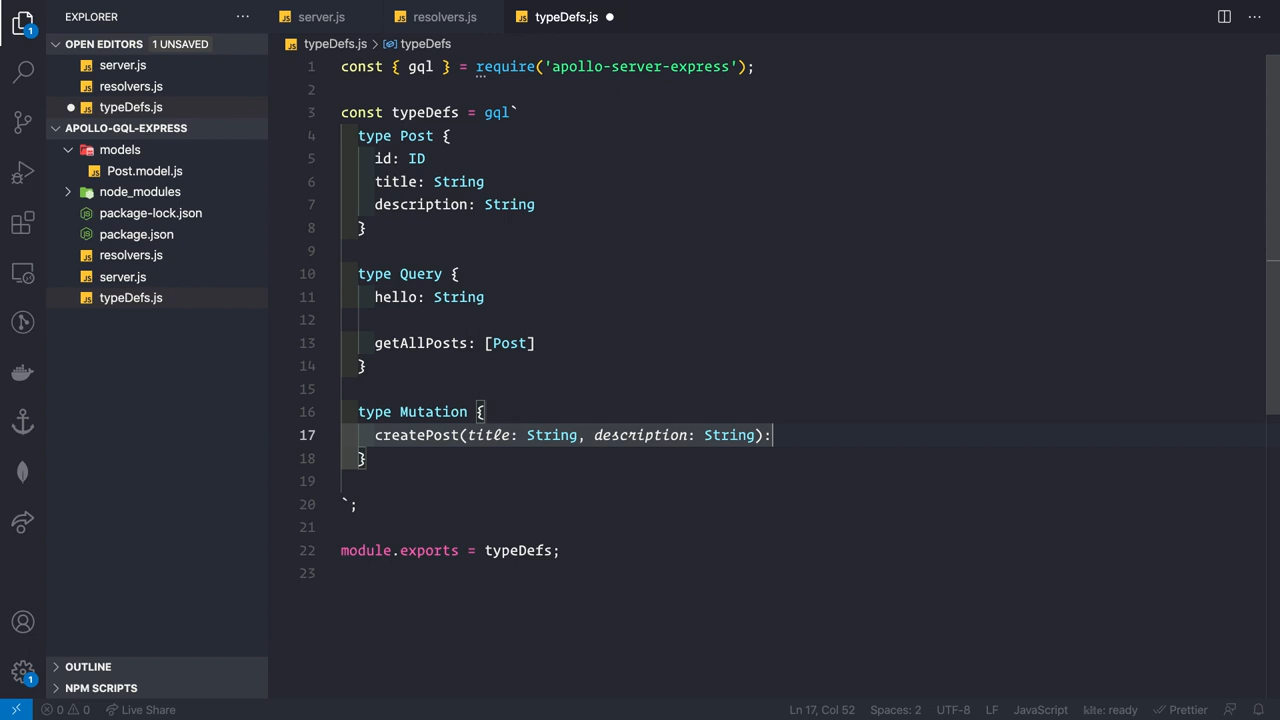 EXPLORER
···
server.js
resolvers.js
typeDefs.js
···
OPEN EDITORS 1 UNSAVED
server.js
resolvers.js
typeDefs.js
APOLLO-GQL-EXPRESS
models
Post.model.js
node_modules
package-lock.json
package.json
resolvers.js
server.js
typeDefs.js
OUTLINE
NPM SCRIPTS
1
1
typeDefs.js > typeDefs
1 const { gql } = require('apollo-server-express');
2
3 const typeDefs = gql`
4 type Post {
5 id: ID
6 title: String
7 description: String
8 }
9
10 type Query {
11 hello: String
12
13 getAllPosts: [Post]
14 }
15
16 type Mutation {
17 createPost(title: String, description: String):
18 }
19
20 `;
21
22 module.exports = typeDefs;
23
0 0 Live Share Ln 17, Col 52 Spaces: 2 UTF-8 LF JavaScript kite: ready Prettier